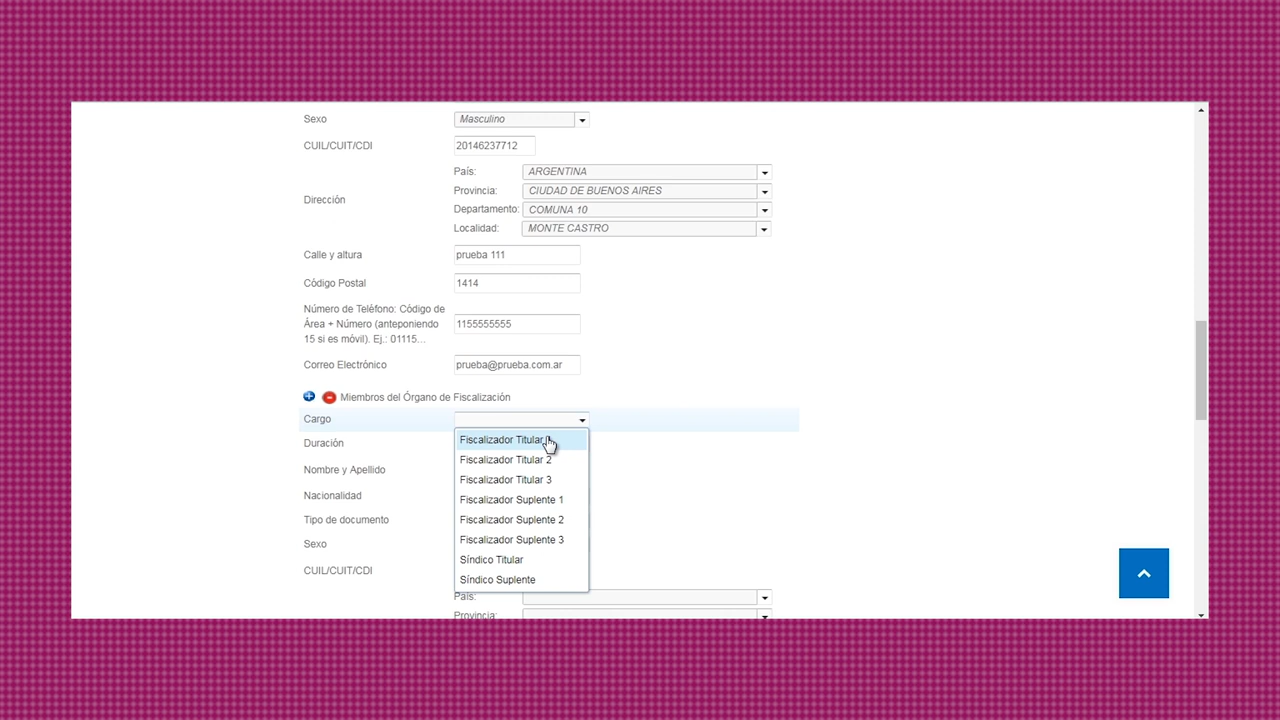 Sexo Masculino
CUIL/CUIT/CDI 20146237712
País: ARGENTINA
Provincia: CIUDAD DE BUENOS AIRES
Dirección
Departamento: COMUNA 10
Localidad: MONTE CASTRO
Calle y altura prueba 111
Código Postal 1414
Número de Teléfono: Código de
Área + Número (anteponiendo 1155555555
15 si es móvil). Ej.: 01115...
Correo Electrónico prueba@prueba.com.ar
Miembros del Órgano de Fiscalización
Cargo
Fiscalizador Titular
Duración
Fiscalizador Titular 2
Nombre y Apellido
Fiscalizador Titular 3
Nacionalidad
Fiscalizador Suplente 1
Tipo de documento Fiscalizador Suplente 2
Sexo Fiscalizador Suplente 3
Síndico Titular
CUIL/CUIT/CDI
Síndico Suplente
País:
Provincia: